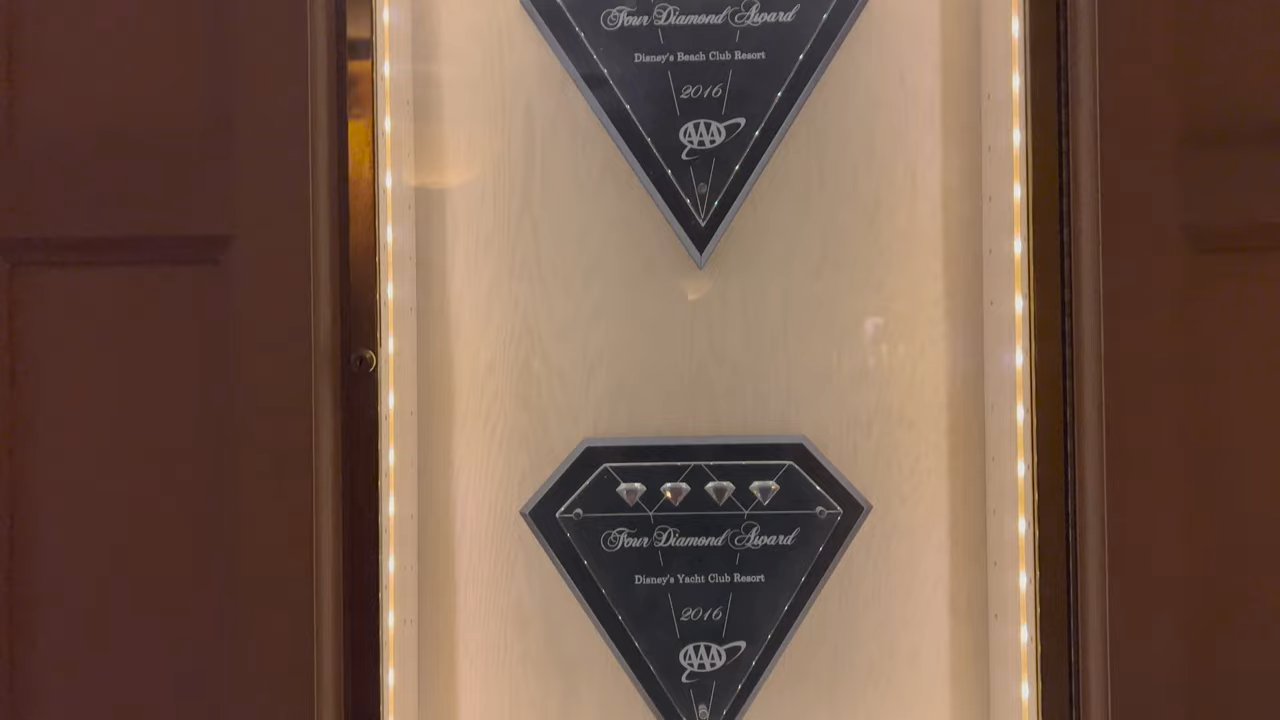 Four Diamond Award
Disney's Beach Club Resort
2016
AAA
Four Diamond Award
Disney's Yacht Club Resort
2016
AAA